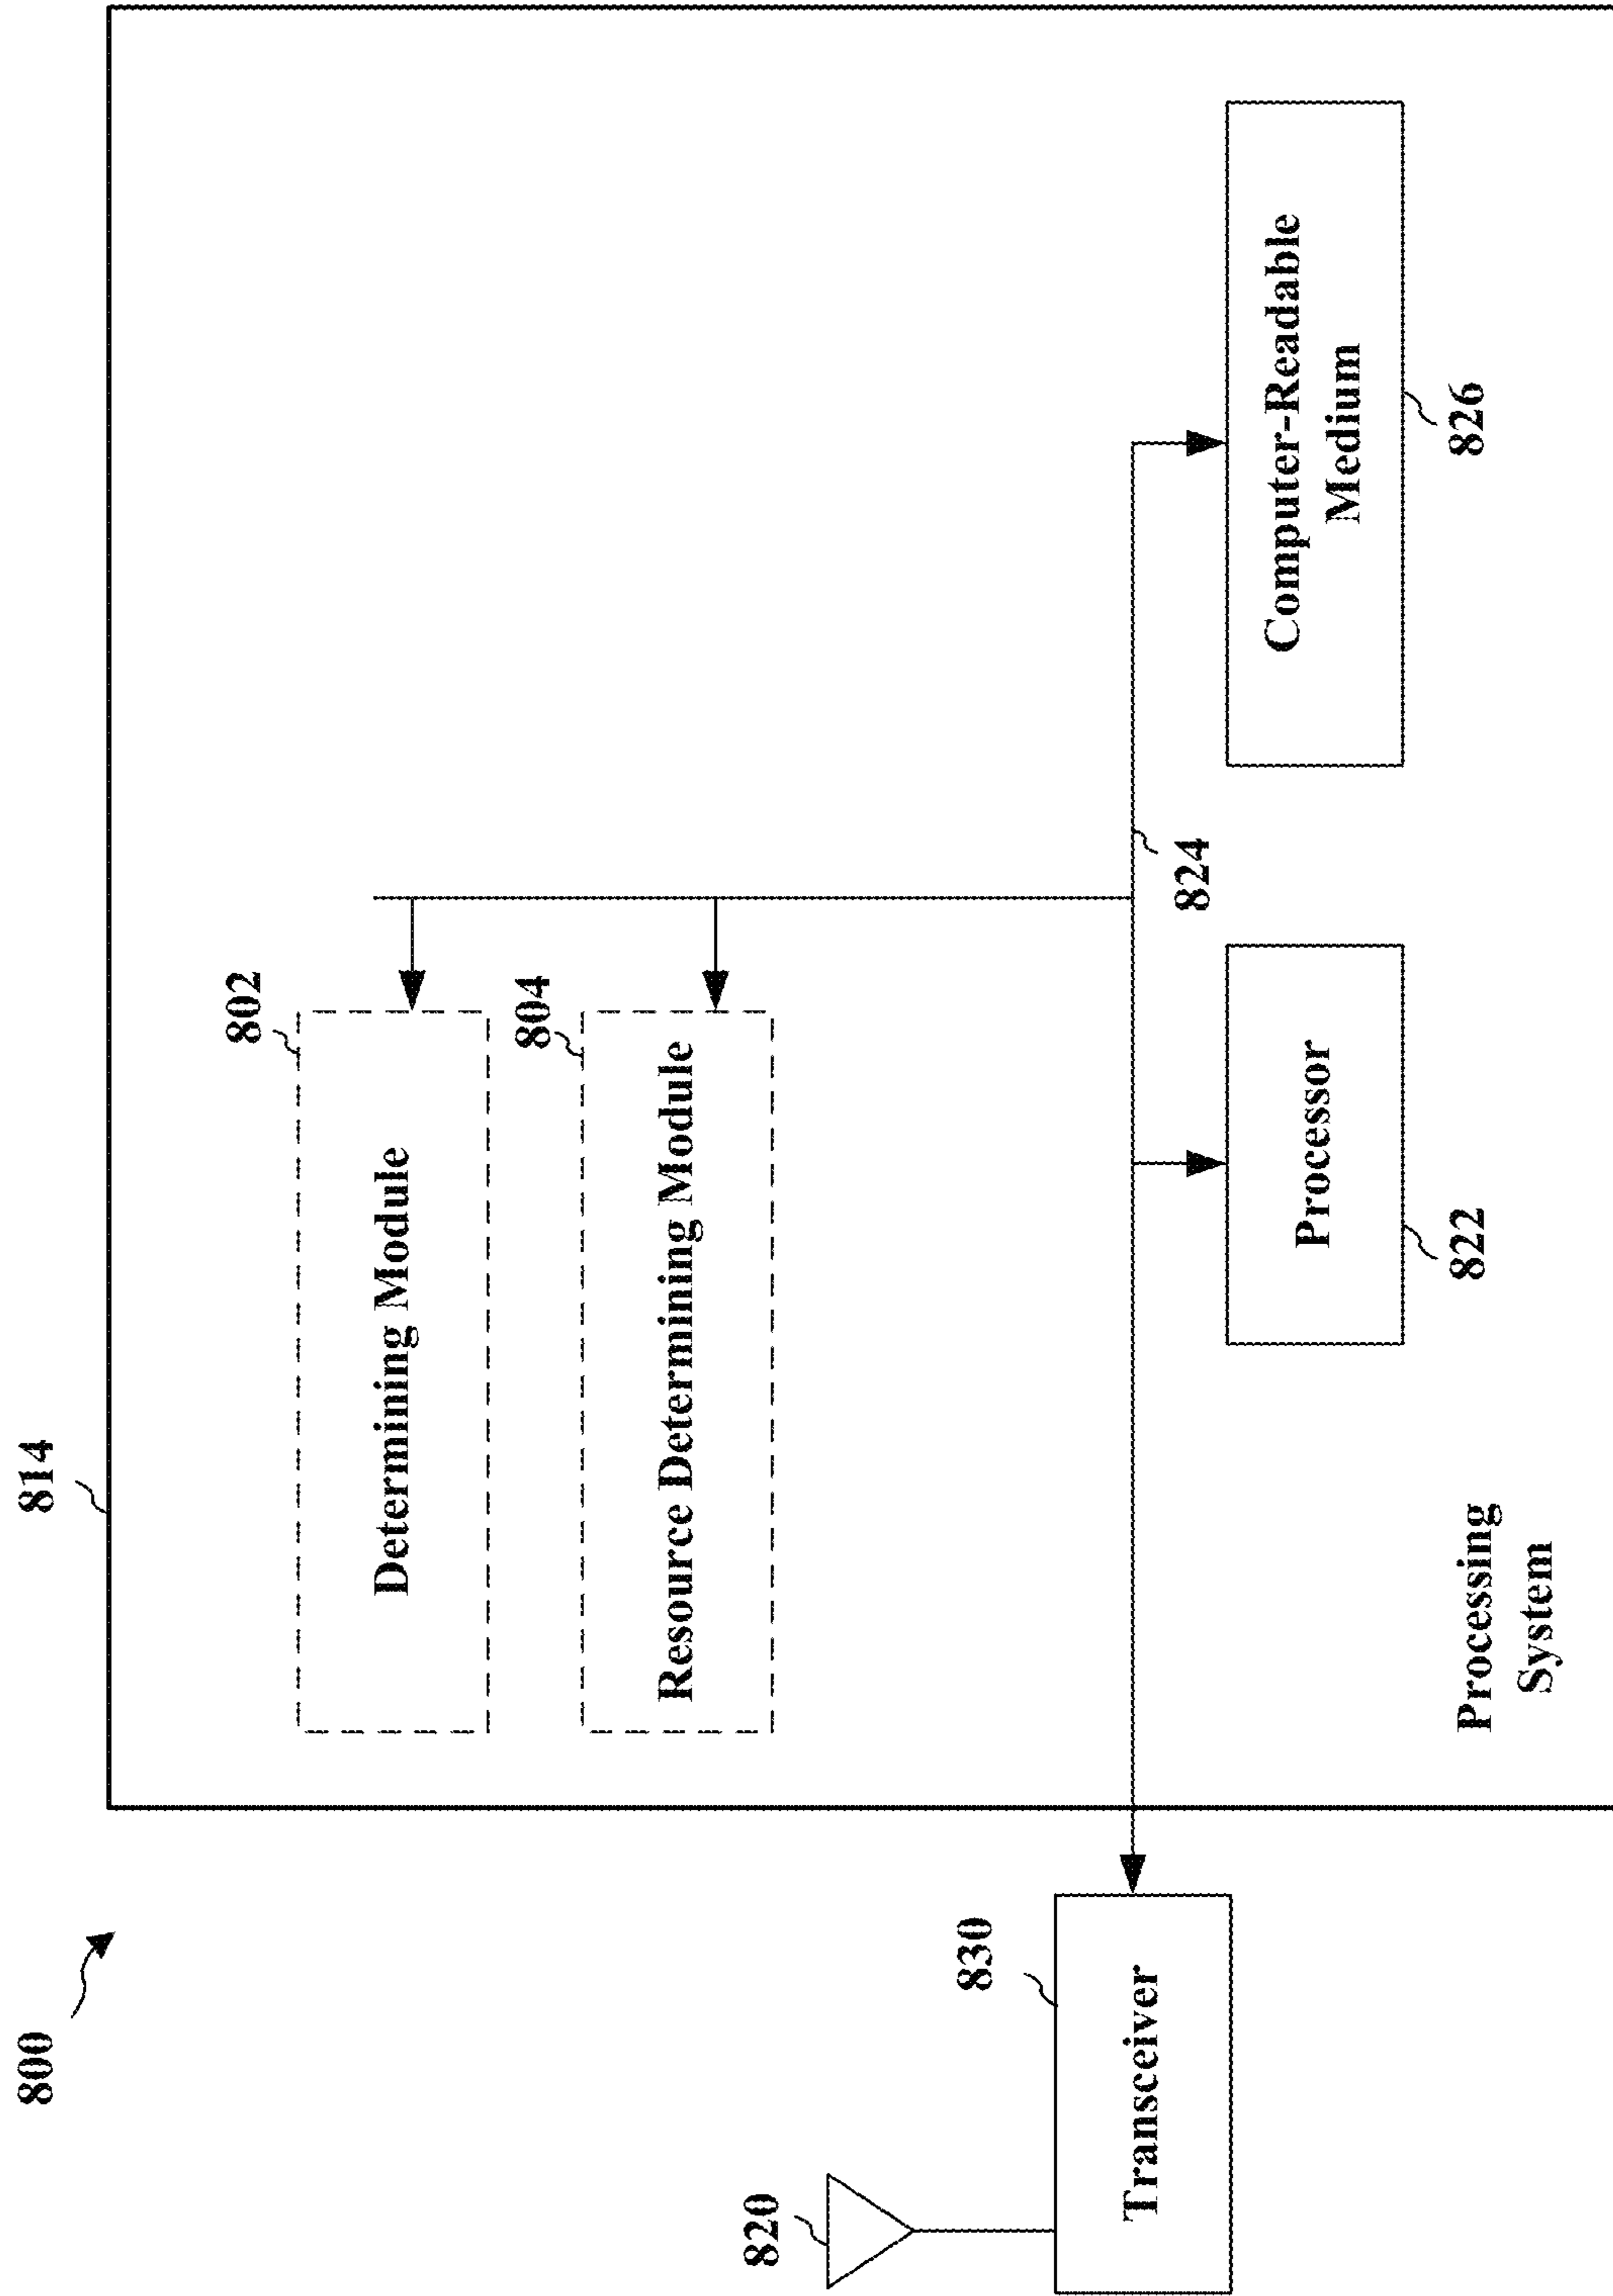 800
814
802
Determining Module
804
Resource Determining Module
820
830
Transceiver
824
Processor
822
Computer-Readable
Medium
826
Processing
System